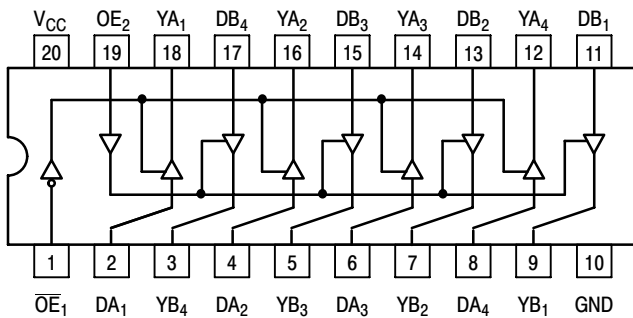 VCC OE2 YA1 DB4 YA2 DB3 YA3 DB2 YA4 DB1
20 19 18 17 16 15 14 13 12 11
1 2 3 4 5 6 7 8 9 10
OE1 DA1 YB4 DA2 YB3 DA3 YB2 DA4 YB1 GND